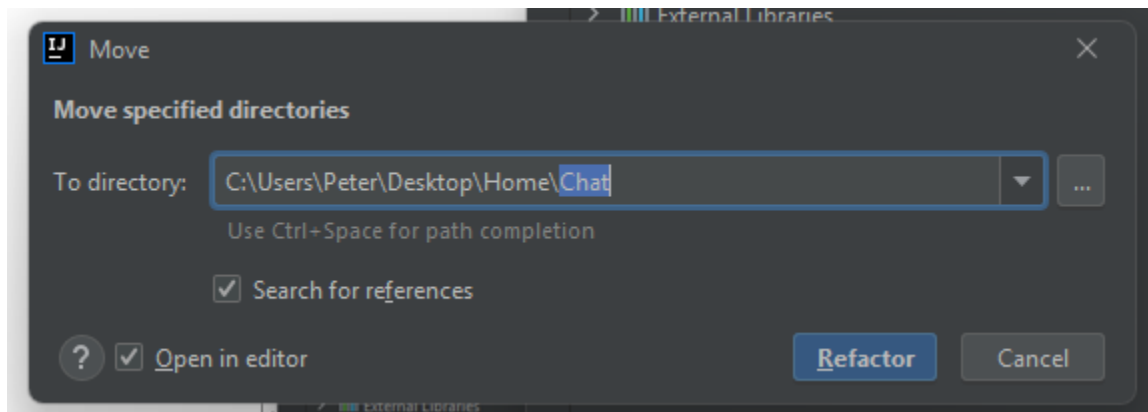 External Libraries
IJ Move
Move specified directories
To directory: C:\Users\Peter\Desktop\Home\Chat ...
Use Ctrl+Space for path completion
Search for references
? Open in editor Refactor Cancel
External Libraries